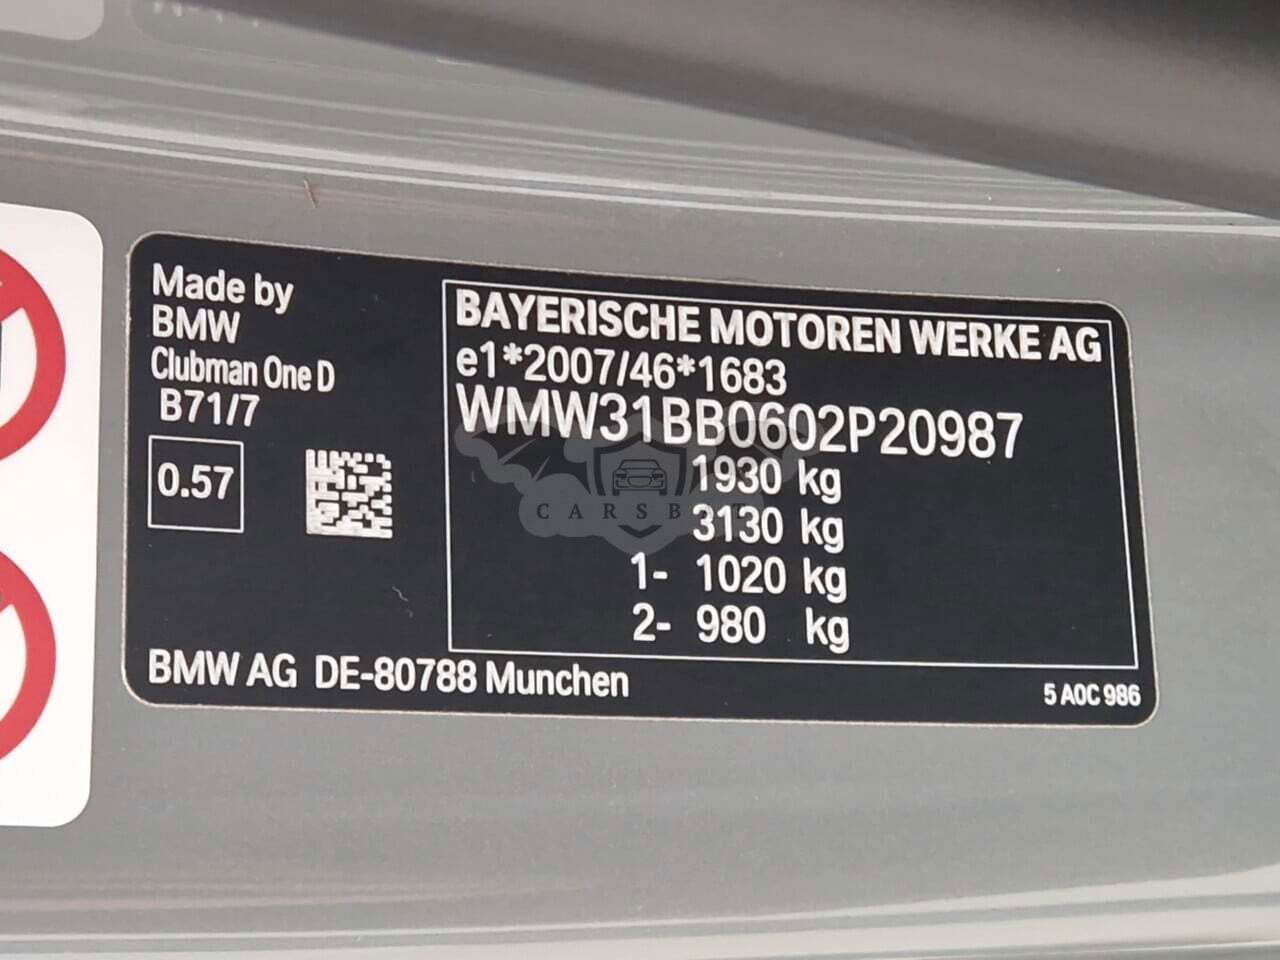 Made by
BMW
Clubman One D
B71/7
0.57
BAYERISCHE MOTOREN WERKE AG
e1*2007/46*1683
WMW31BB0602P20987
1930 kg
3130 kg
1- 1020 kg
2- 980 kg
CARSBAT
BMW AG DE-80788 Munchen
5 A0C 986